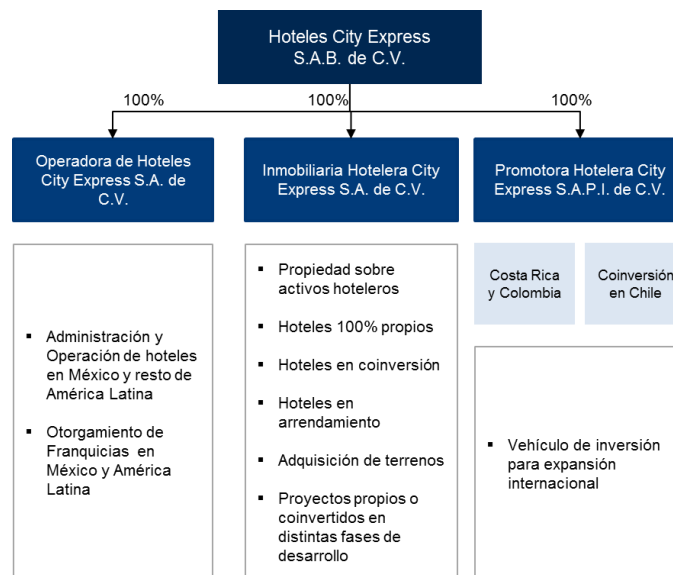 Hoteles City Express
S.A.B. de C.V.
100%
100%
100%
Operadora de Hoteles
City Express S.A. de
C.V.
Inmobiliaria Hotelera City
Express S.A. de C.V.
Promotora Hotelera City
Express S.A.P.I. de C.V.
▪ Administración y
Operación de hoteles
en México y resto de
América Latina
▪ Otorgamiento de
Franquicias en
México y América
Latina
▪ Propiedad sobre
activos hoteleros
▪ Hoteles 100% propios
▪ Hoteles en coinversión
▪ Hoteles en
arrendamiento
▪ Adquisición de terrenos
▪ Proyectos propios o
coinvertidos en
distintas fases de
desarrollo
Costa Rica
y Colombia
Coinversión
en Chile
▪ Vehículo de inversión
para expansión
internacional